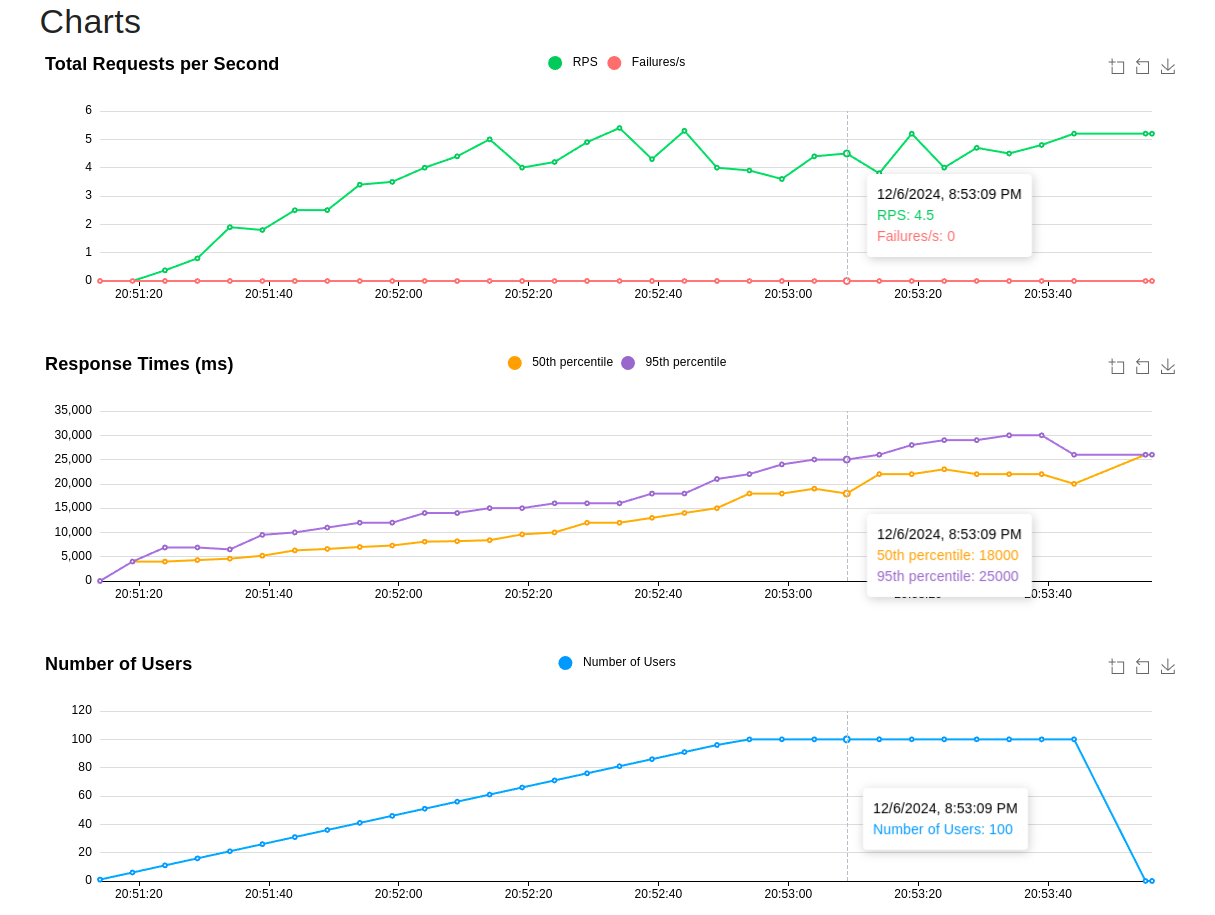 Charts
Total Requests per Second
RPS Failures/s
6
5
4
3
2
1
0
12/6/2024, 8:53:09 PM
RPS: 4.5
Failures/s: 0
20:51:20 20:51:40 20:52:00 20:52:20 20:52:40 20:53:00 20:53:20 20:53:40
Response Times (ms)
50th percentile 95th percentile
35,000
30,000
25,000
20,000
15,000
10,000
5,000
0
12/6/2024, 8:53:09 PM
50th percentile: 18000
95th percentile: 25000
20:51:20 20:51:40 20:52:00 20:52:20 20:52:40 20:53:00 20:53:20 20:53:40
Number of Users
Number of Users
120
100
80
60
40
20
0
12/6/2024, 8:53:09 PM
Number of Users: 100
20:51:20 20:51:40 20:52:00 20:52:20 20:52:40 20:53:00 20:53:20 20:53:40